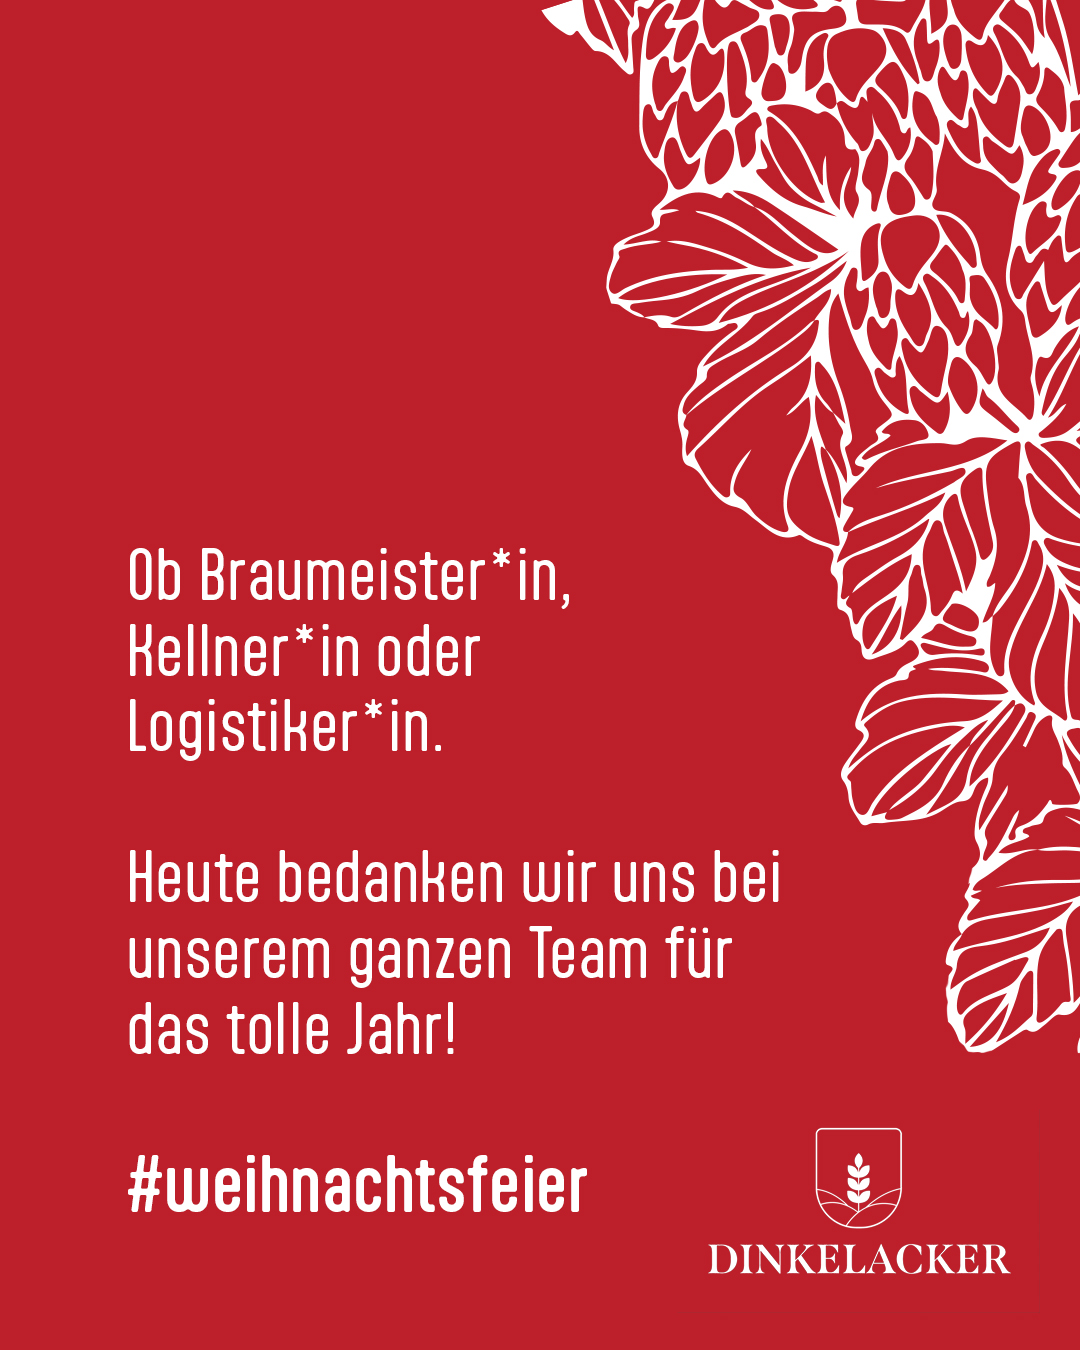 Ob Braumeister*in,
Kellner*in oder
Logistiker*in.
Heute bedanken wir uns bei
unserem ganzen Team für
das tolle Jahr!
#weihnachtsfeier
DINKELACKER